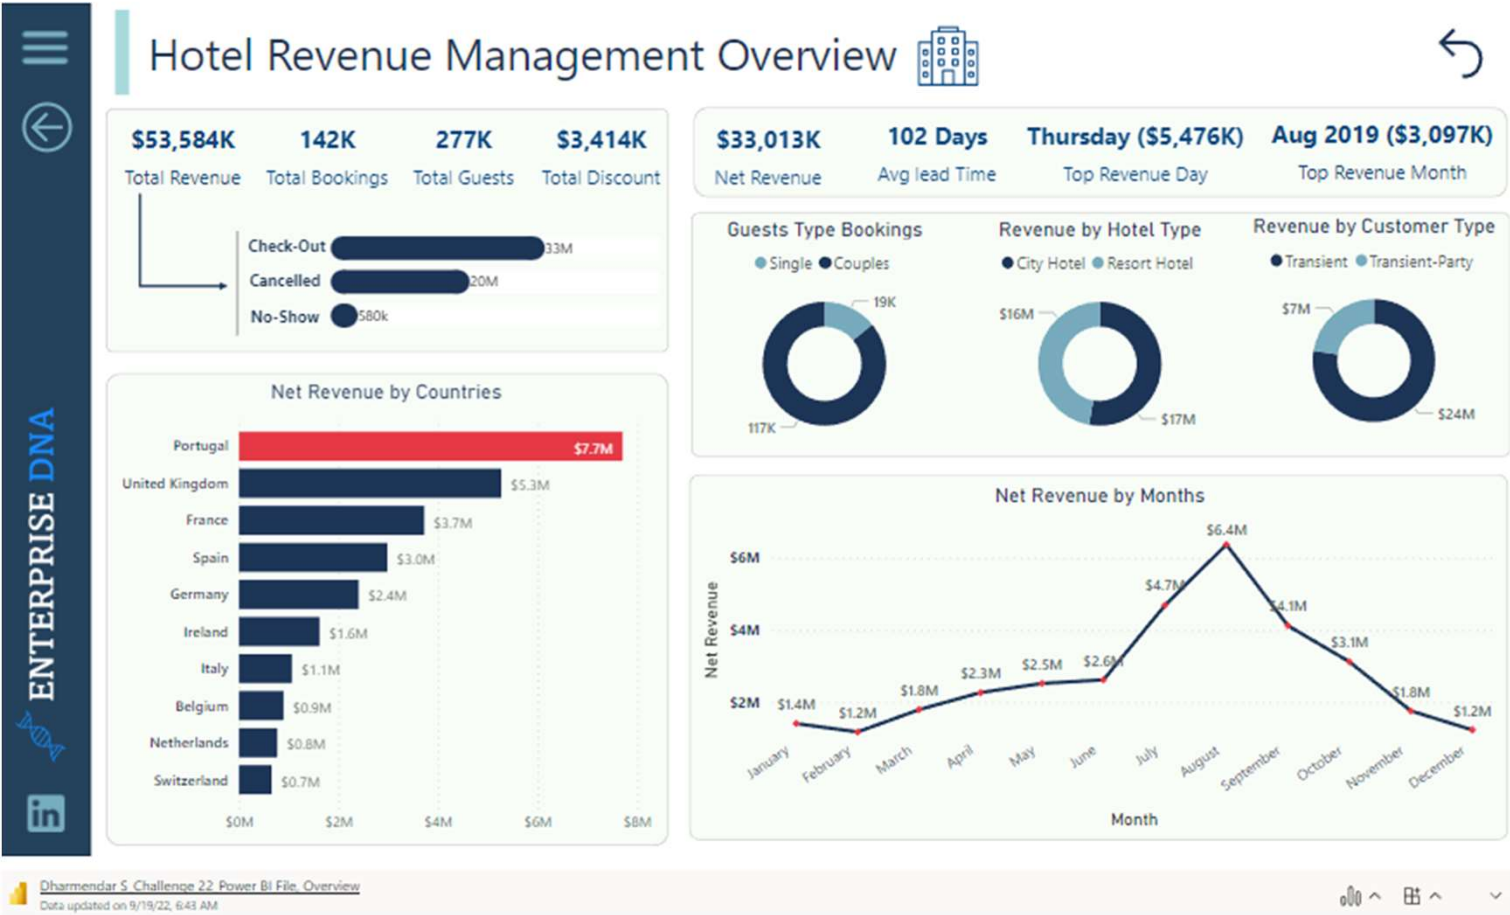 Hotel Revenue Management Overview
$53,584K 142K 277K $3,414K
Total Revenue Total Bookings Total Guests Total Discount
Check-Out 33M
Cancelled 20M
No-Show 580k
$33,013K 102 Days Thursday ($5,476K) Aug 2019 ($3,097K)
Net Revenue Avg lead Time Top Revenue Day Top Revenue Month
Guests Type Bookings
Single Couples
19K
117K
Revenue by Hotel Type
City Hotel Resort Hotel
$16M
$17M
Revenue by Customer Type
Transient Transient-Party
$7M
$24M
Net Revenue by Countries
Portugal $7.7M
United Kingdom $5.3M
France $3.7M
Spain $3.0M
Germany $2.4M
Ireland $1.6M
Italy $1.1M
Belgium $0.9M
Netherlands $0.8M
Switzerland $0.7M
$0M $2M $4M $6M $8M
Net Revenue by Months
Net Revenue
$6M
$4M
$2M
$1.4M $1.2M $1.8M $2.3M $2.5M $2.6M $4.7M $6.4M $4.1M $3.1M $1.8M $1.2M
January February March April May June July August September October November December
Month
ENTERPRISE DNA
in
Dharmendar S Challenge 22 Power BI File, Overview
Data updated on 9/19/22, 6:43 AM